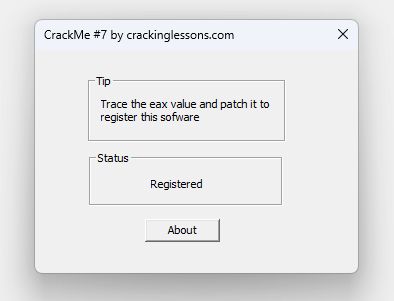 CrackMe #7 by crackinglessons.com
Tip
Trace the eax value and patch it to
register this sofware
Status
Registered
About